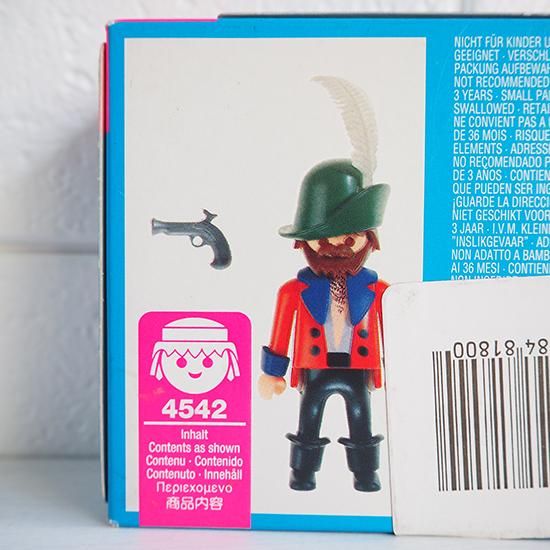 NICHT FÜR KINDER U
GEEIGNET · VERSCHL
PACKUNG AUFBEWAH
NOT RECOMMENDED
3 YEARS · SMALL PA
SWALLOWED · RETAI
NE CONVIENT PAS A
DE 36 MOIS · RISQUE
ELEMENTS · ADRESS
NO RECOMENDADO P
DE 3 AÑOS · CONTIEN
QUE PUEDEN SER ING
¡GUARDE LA DIRECCI
NIET GESCHIKT VOOR
3 JAAR · I.V.M. KLEIN
"INSLIKGEVAAR" · AD
NON ADATTO A BAMB
AI 36 MESI · CONTEN
84 81800
4542
Inhalt
Contents as shown
Contenu · Contenido
Contenuto · Innehåll
Περιεχομενο
商品内容